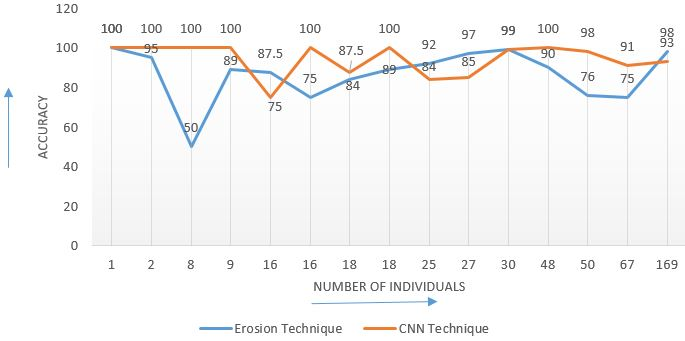 120
100 100 100 100 100 100 100 97 99 100 98 98
100 95 89 87.5 87.5 92 99 91 93
80 75 89 84 85 90 76 75
75 84
60 50
40
20
0
ACCURACY
1 2 8 9 16 16 18 18 25 27 30 48 50 67 169
NUMBER OF INDIVIDUALS
Erosion Technique CNN Technique